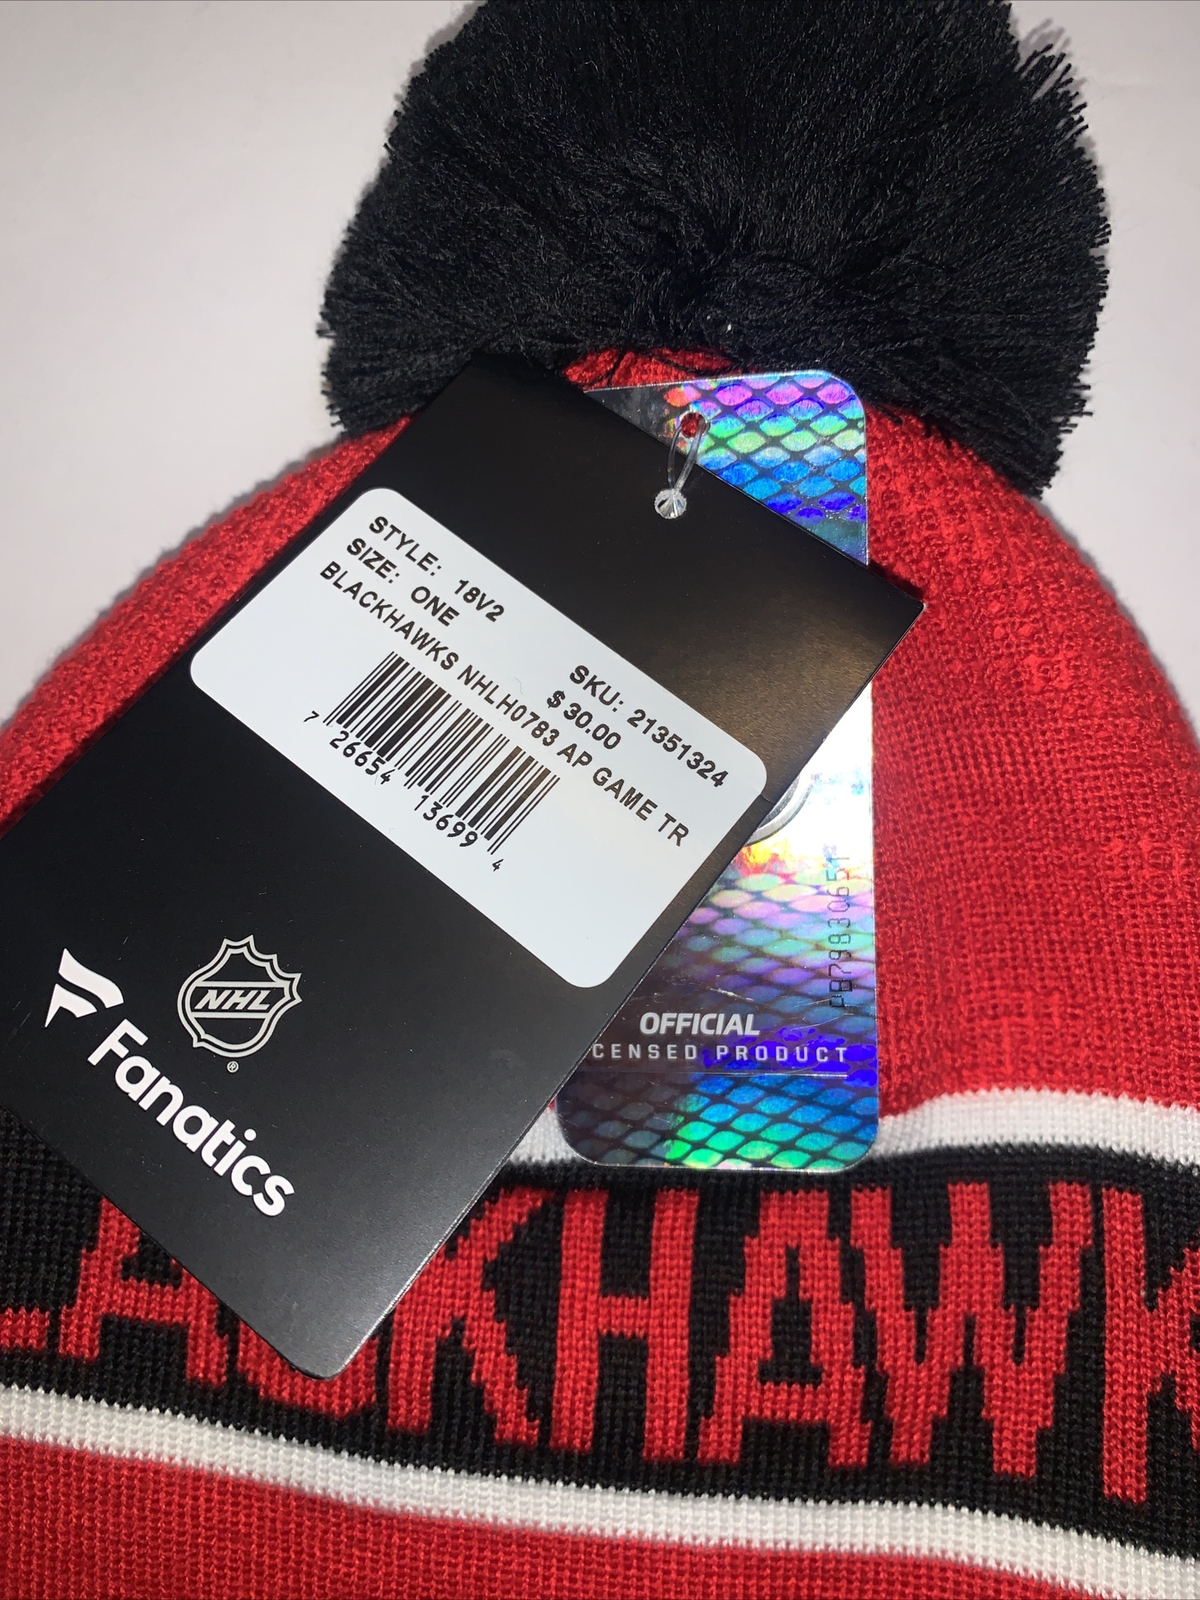 STYLE: 18V2
SIZE: ONE
SKU: 21351324
$30.00
BLACKHAWKS NHLH0783 AP GAME TR
7 26654 13699 4
NHL
®
Fanatics
OFFICIAL
CENSED PRODUCT
ACKHAWK